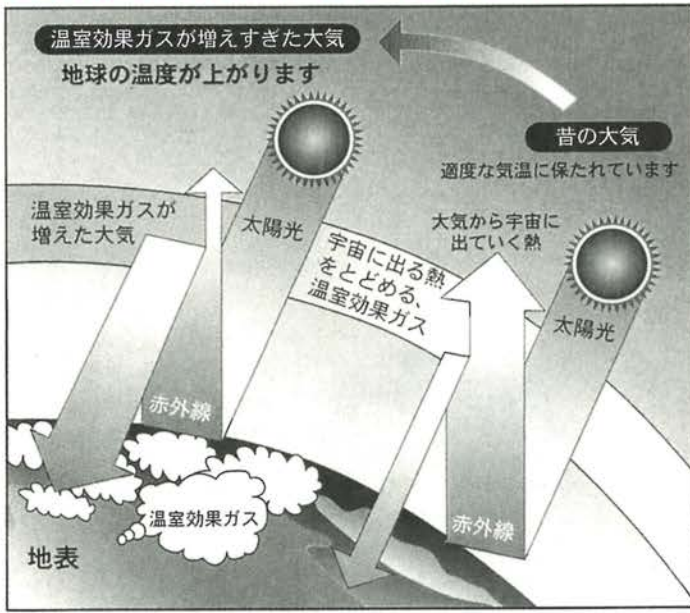 温室効果ガスが増えすぎた大気
地球の温度が上がります
昔の大気
適度な気温に保たれています
温室効果ガスが
増えた大気
太陽光
宇宙に出る熱
をとどめる、
温室効果ガス
大気から宇宙に
出ていく熱
太陽光
赤外線
赤外線
温室効果ガス
地表